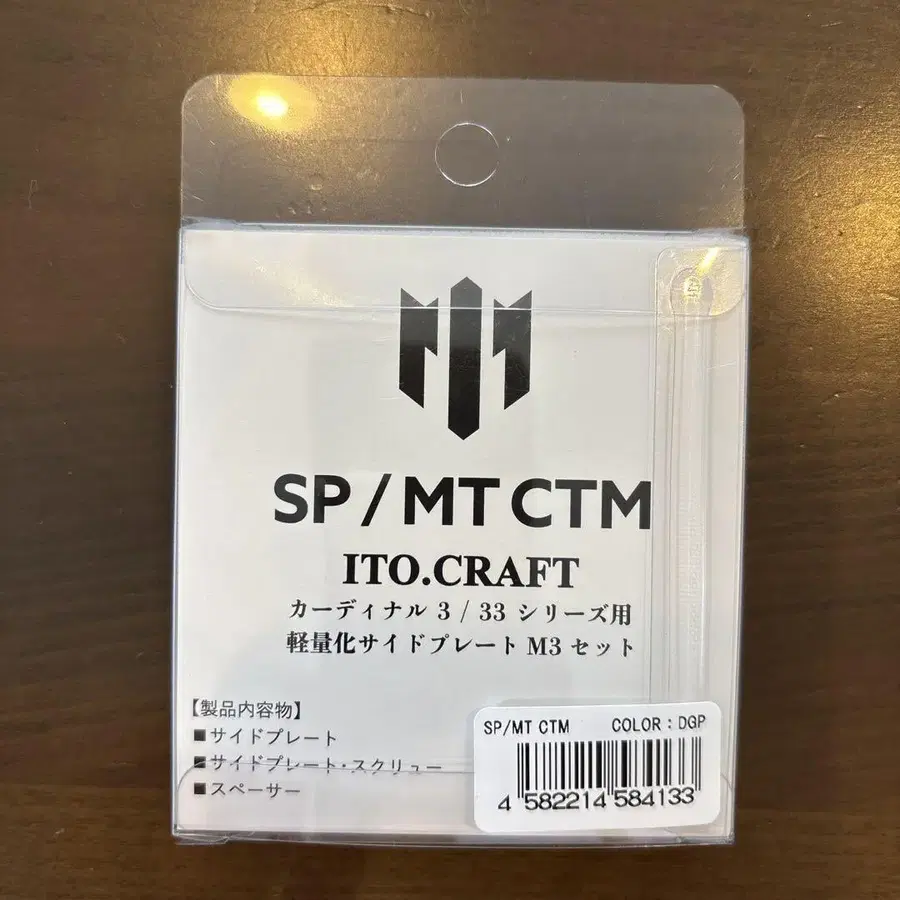 SP / MT CTM
ITO.CRAFT
カーディナル 3 / 33 シリーズ用
軽量化サイドプレート M3 セット
【製品内容物】
■サイドプレート
■サイドプレート・スクリュー
■スペーサー
SP/MT CTM COLOR：DGP
4 582214 584133